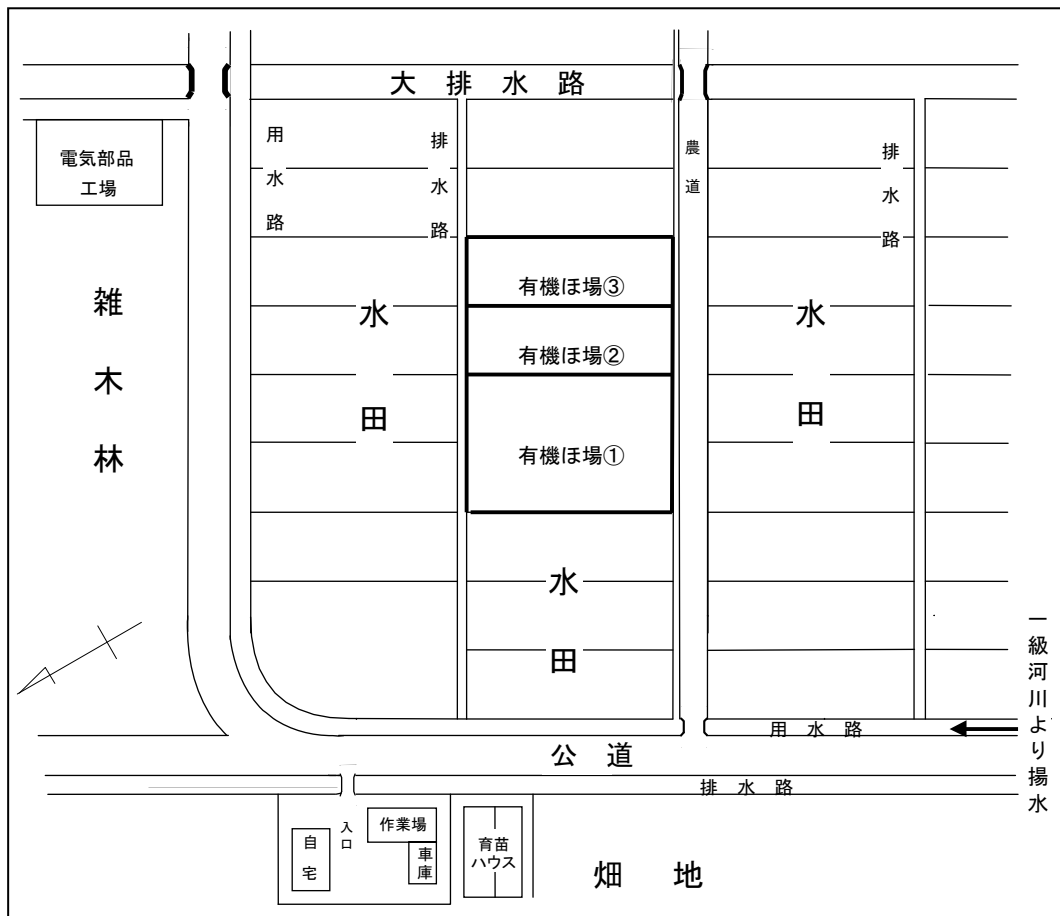 大排水路
電気部品
工場
用水路
排水路
農道
排水路
有機ほ場③
有機ほ場②
有機ほ場①
雑木林
水田
水田
水田
一級河川より揚水
用水路
公道
排水路
自宅
入口
作業場
車庫
育苗
ハウス
畑地